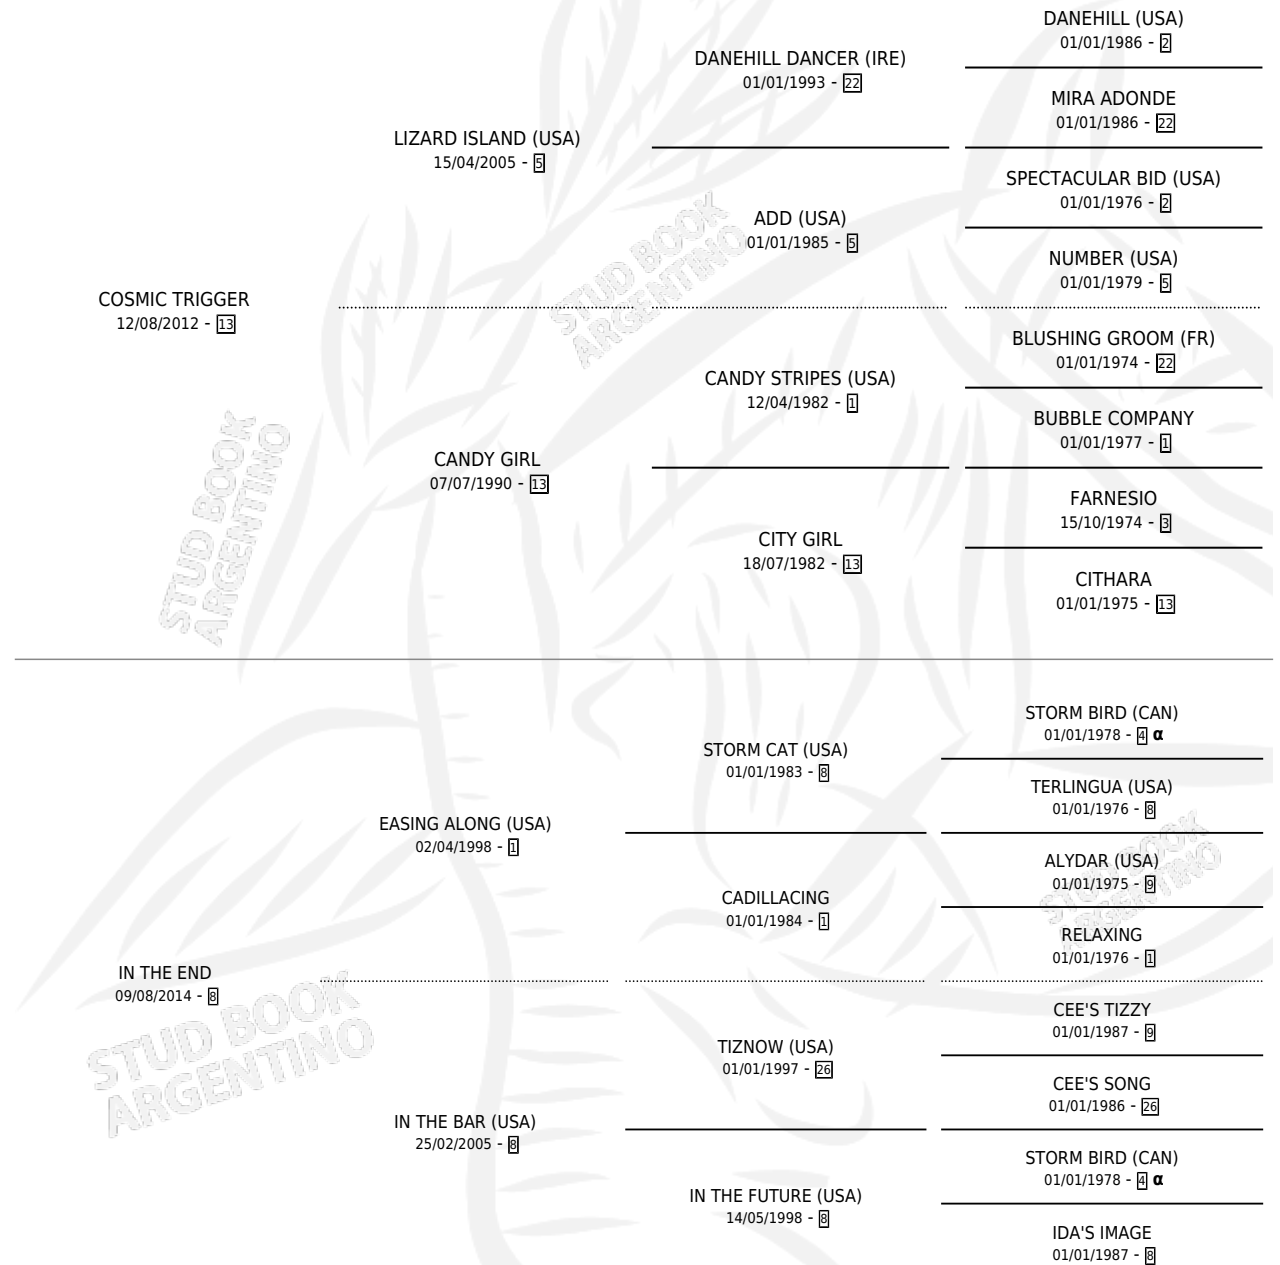 DANEHILL (USA)
01/01/1986 - 2
DANEHILL DANCER (IRE)
01/01/1993 - 22
MIRA ADONDE
01/01/1986 - 22
LIZARD ISLAND (USA)
15/04/2005 - 5
SPECTACULAR BID (USA)
01/01/1976 - 2
ADD (USA)
01/01/1985 - 5
NUMBER (USA)
01/01/1979 - 5
COSMIC TRIGGER
12/08/2012 - 13
BLUSHING GROOM (FR)
01/01/1974 - 22
CANDY STRIPES (USA)
12/04/1982 - 1
BUBBLE COMPANY
01/01/1977 - 1
CANDY GIRL
07/07/1990 - 13
FARNESIO
15/10/1974 - 3
CITY GIRL
18/07/1982 - 13
CITHARA
01/01/1975 - 13
STORM BIRD (CAN)
01/01/1978 - 4 α
STORM CAT (USA)
01/01/1983 - 8
TERLINGUA (USA)
01/01/1976 - 8
EASING ALONG (USA)
02/04/1998 - 1
ALYDAR (USA)
01/01/1975 - 9
CADILLACING
01/01/1984 - 1
RELAXING
01/01/1976 - 1
IN THE END
09/08/2014 - 8
CEE'S TIZZY
01/01/1987 - 9
TIZNOW (USA)
01/01/1997 - 26
CEE'S SONG
01/01/1986 - 26
IN THE BAR (USA)
25/02/2005 - 8
STORM BIRD (CAN)
01/01/1978 - 4 α
IN THE FUTURE (USA)
14/05/1998 - 8
IDA'S IMAGE
01/01/1987 - 8
STUD BOOK
ARGENTINO
STUD BOOK
ARGENTINO
STUD BOOK
ARGENTINO
STUD BOOK
ARGENTINO